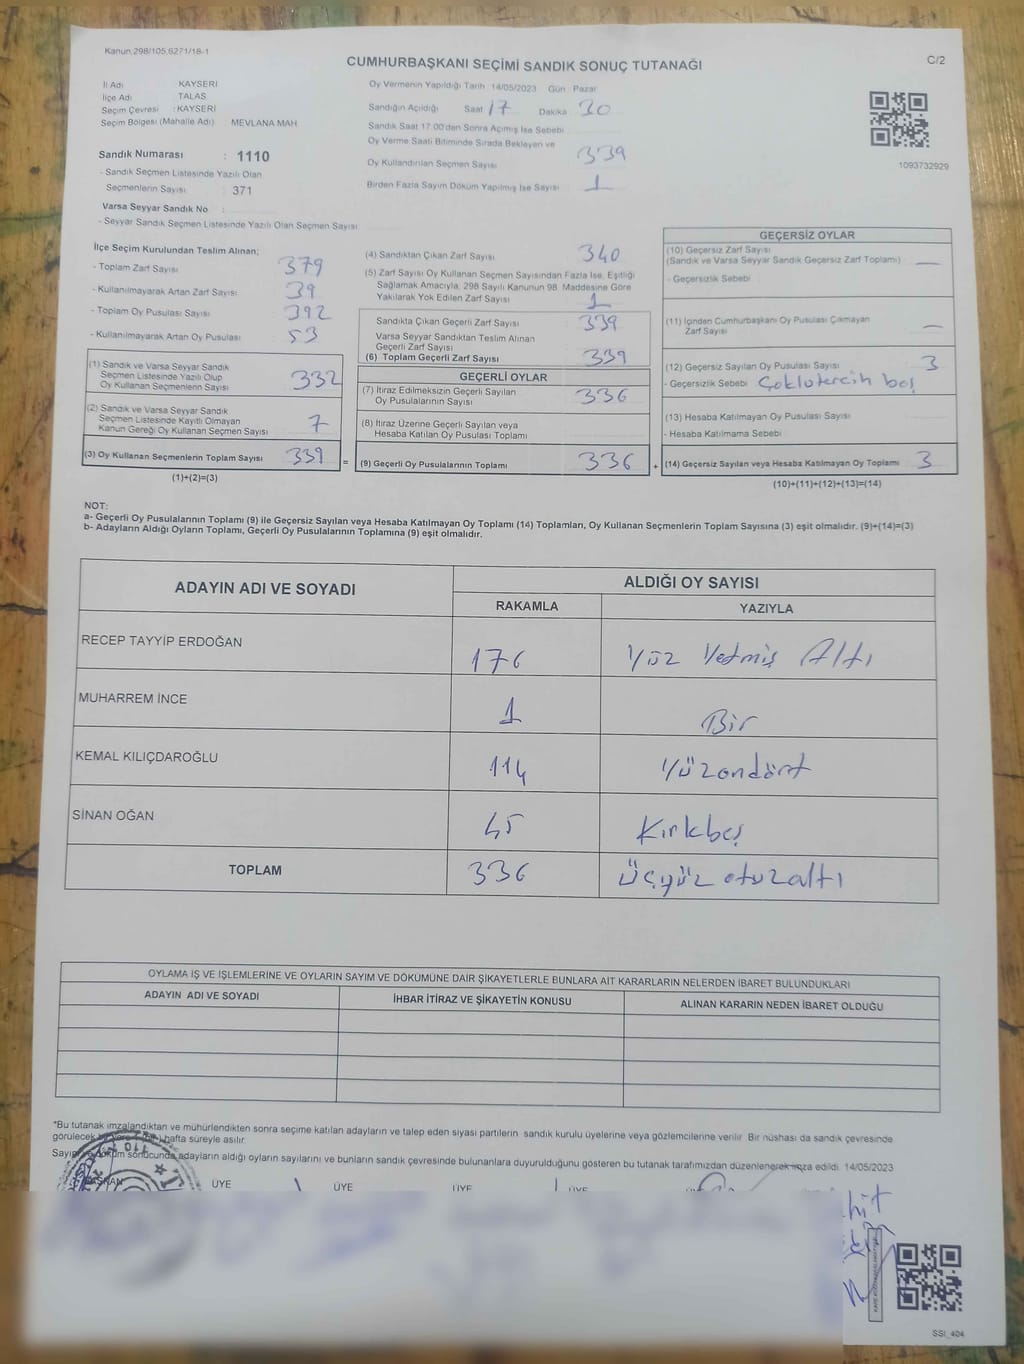 Kanun,298/105,6271/18-1
CUMHURBAŞKANI SEÇİMİ SANDIK SONUÇ TUTANAĞI
C/2
İl Adı : KAYSERİ
İlçe Adı : TALAS
Seçim Çevresi : KAYSERİ
Seçim Bölgesi (Mahalle Adı) MEVLANA MAH
Sandık Numarası : 1110
- Sandık Seçmen Listesinde Yazılı Olan
Seçmenlerin Sayısı : 371
Varsa Seyyar Sandık No :
- Seyyar Sandık Seçmen Listesinde Yazılı Olan Seçmen Sayısı
Oy Vermenin Yapıldığı Tarih 14/05/2023 Gün Pazar
Sandığın Açıldığı Saat 17 Dakika 30
Sandık Saat 17.00'den Sonra Açılmış İse Sebebi
Oy Verme Saati Bitiminde Sırada Bekleyen ve
Oy Kullandırılan Seçmen Sayısı 339
Birden Fazla Sayım Döküm Yapılmış İse Sayısı 1
1093732929
İlçe Seçim Kurulundan Teslim Alınan;
- Toplam Zarf Sayısı 379
- Kullanılmayarak Artan Zarf Sayısı 39
- Toplam Oy Pusulası Sayısı 392
- Kullanılmayarak Artan Oy Pusulası 53
(1) Sandık ve Varsa Seyyar Sandık
Seçmen Listesinde Yazılı Olup
Oy Kullanan Seçmenlerin Sayısı 332
(2) Sandık ve Varsa Seyyar Sandık
Seçmen Listesinde Kayıtlı Olmayan
Kanun Gereği Oy Kullanan Seçmen Sayısı 7
(3) Oy Kullanan Seçmenlerin Toplam Sayısı 339 =
(1)+(2)=(3)
(4) Sandıktan Çıkan Zarf Sayısı 340
(5) Zarf Sayısı Oy Kullanan Seçmen Sayısından Fazla İse, Eşitliği
Sağlamak Amacıyla, 298 Sayılı Kanunun 98. Maddesine Göre
Yakılarak Yok Edilen Zarf Sayısı 1
Sandıkta Çıkan Geçerli Zarf Sayısı 339
Varsa Seyyar Sandıktan Teslim Alınan
Geçerli Zarf Sayısı
(6) Toplam Geçerli Zarf Sayısı 339
GEÇERLİ OYLAR
(7) İtiraz Edilmeksizin Geçerli Sayılan
Oy Pusulalarının Sayısı 336
(8) İtiraz Üzerine Geçerli Sayılan veya
Hesaba Katılan Oy Pusulası Toplamı
(9) Geçerli Oy Pusulalarının Toplamı 336 +
GEÇERSİZ OYLAR
(10) Geçersiz Zarf Sayısı
(Sandık ve Varsa Seyyar Sandık Geçersiz Zarf Toplamı) —
- Geçersizlik Sebebi
(11) İçinden Cumhurbaşkanı Oy Pusulası Çıkmayan
Zarf Sayısı —
(12) Geçersiz Sayılan Oy Pusulası Sayısı 3
- Geçersizlik Sebebi Çoklutercih boş
(13) Hesaba Katılmayan Oy Pusulası Sayısı
- Hesaba Katılmama Sebebi
(14) Geçersiz Sayılan veya Hesaba Katılmayan Oy Toplamı 3
(10)+(11)+(12)+(13)=(14)
NOT:
a- Geçerli Oy Pusulalarının Toplamı (9) ile Geçersiz Sayılan veya Hesaba Katılmayan Oy Toplamı (14) Toplamları, Oy Kullanan Seçmenlerin Toplam Sayısına (3) eşit olmalıdır. (9)+(14)=(3)
b- Adayların Aldığı Oyların Toplamı, Geçerli Oy Pusulalarının Toplamına (9) eşit olmalıdır.
ADAYIN ADI VE SOYADI
ALDIĞI OY SAYISI
RAKAMLA YAZIYLA
RECEP TAYYİP ERDOĞAN 176 Yüz Yetmiş Altı
MUHARREM İNCE 1 Bir
KEMAL KILIÇDAROĞLU 114 Yüzondört
SİNAN OĞAN 45 Kırkbeş
TOPLAM 336 Üçyüz otuzaltı
OYLAMA İŞ VE İŞLEMLERİNE VE OYLARIN SAYIM VE DÖKÜMÜNE DAİR ŞİKAYETLERLE BUNLARA AİT KARARLARIN NELERDEN İBARET BULUNDUKLARI
ADAYIN ADI VE SOYADI İHBAR İTİRAZ VE ŞİKAYETİN KONUSU ALINAN KARARIN NEDEN İBARET OLDUĞU
*Bu tutanak imzalandıktan ve mühürlendikten sonra seçime katılan adayların ve talep eden siyasi partilerin sandık kurulu üyelerine veya gözlemcilerine verilir. Bir nüshası da sandık çevresinde
görülecek hafta süreyle asılır.
Sayım döküm sonucunda adayların aldığı oyların sayılarını ve bunların sandık çevresinde bulunanlara duyurulduğunu gösteren bu tutanak tarafımızdan düzenlenerek imza edildi. 14/05/2023
BAŞKAN ÜYE ÜYE ÜYE ÜYE
SSI_404